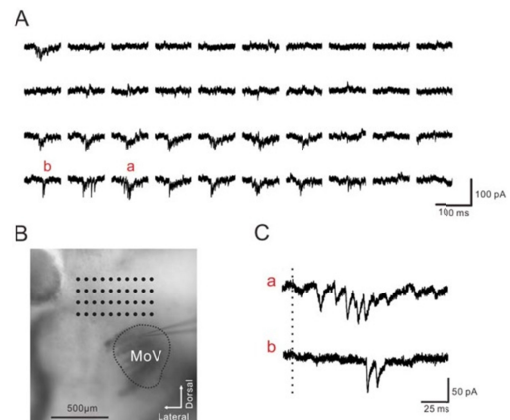 A
b
a
100 pA
100 ms
B
C
MoV
Dorsal
Lateral
500µm
a
b
50 pA
25 ms